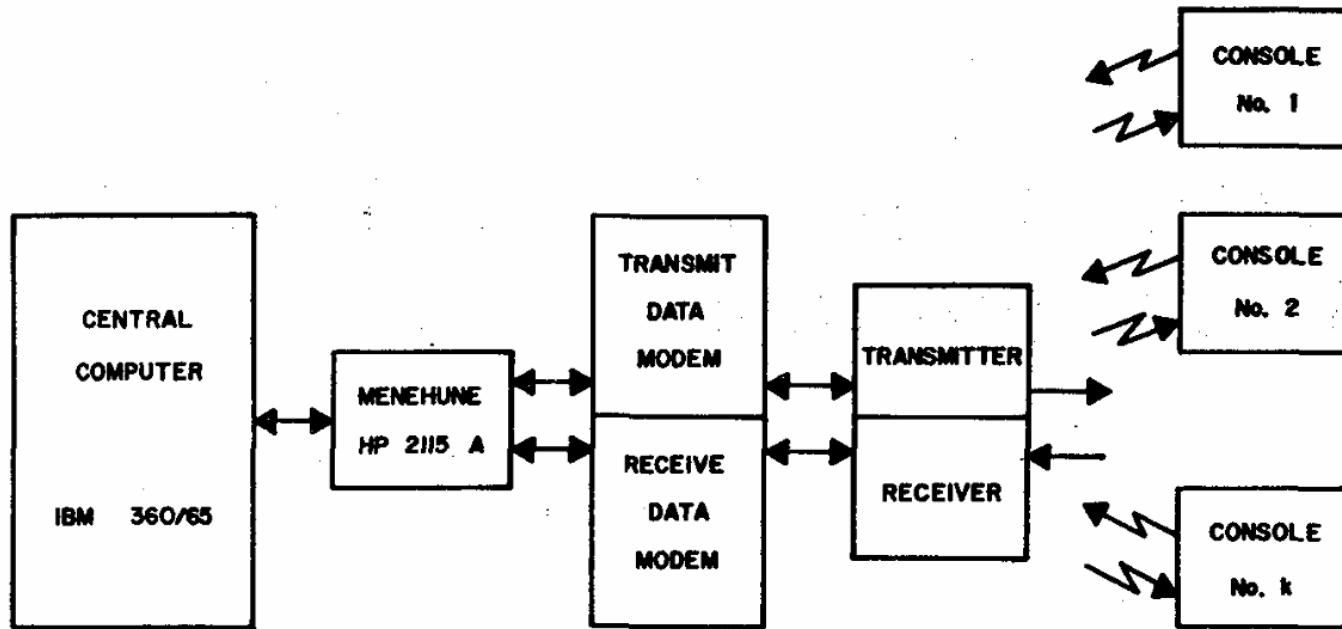 CENTRAL
COMPUTER
IBM 360/65
MENEHUNE
HP 2115 A
TRANSMIT
DATA
MODEM
RECEIVE
DATA
MODEM
TRANSMITTER
RECEIVER
CONSOLE
No. 1
CONSOLE
No. 2
CONSOLE
No. k